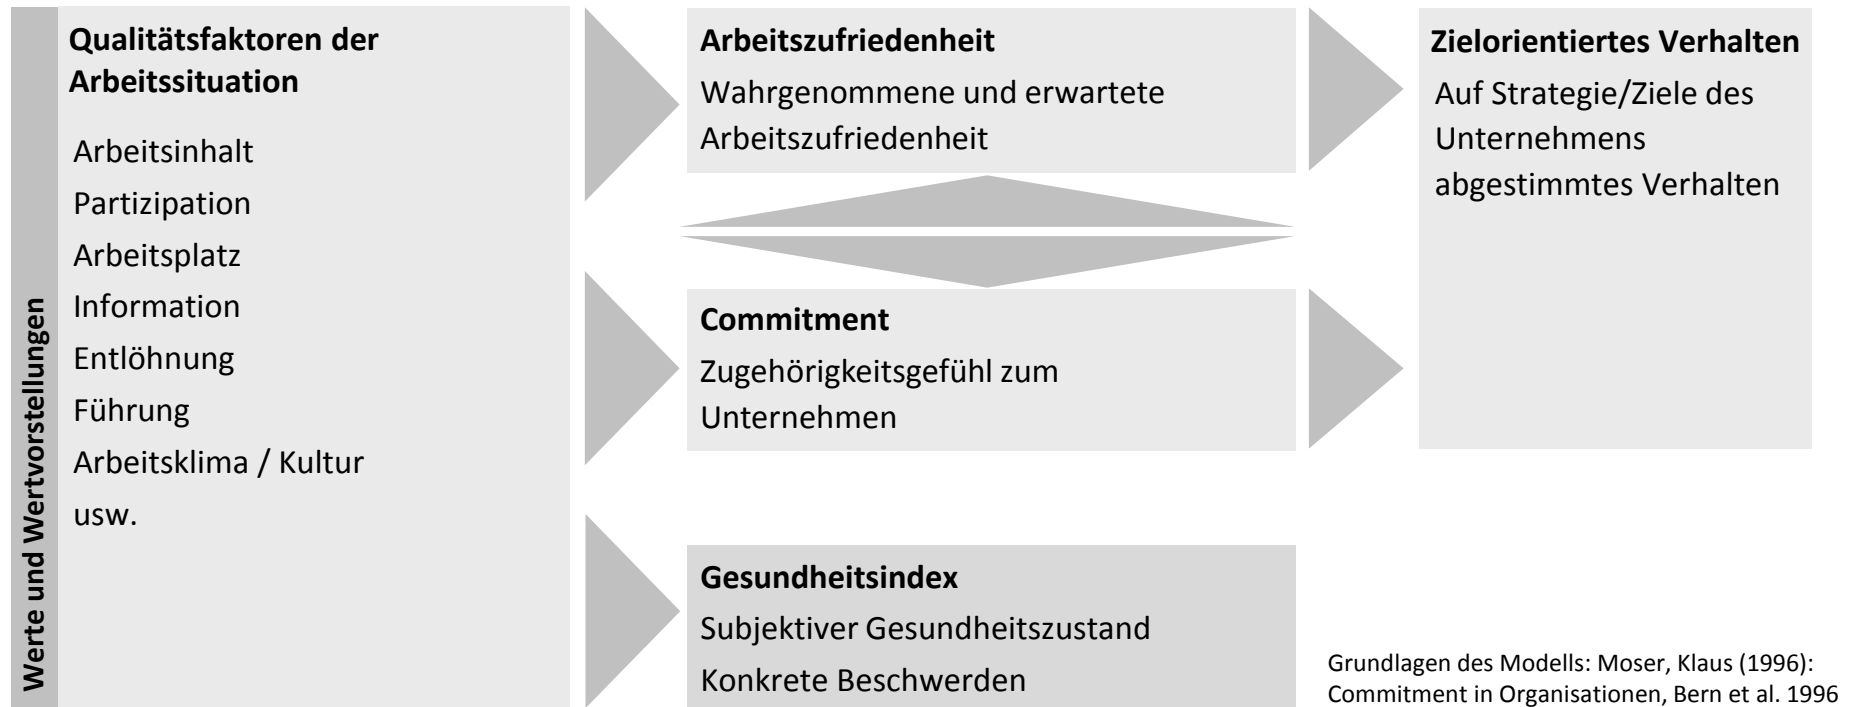 Werte und Wertvorstellungen
Qualitätsfaktoren der
Arbeitssituation
Arbeitsinhalt
Partizipation
Arbeitsplatz
Information
Entlöhnung
Führung
Arbeitsklima / Kultur
usw.
Arbeitszufriedenheit
Wahrgenommene und erwartete
Arbeitszufriedenheit
Commitment
Zugehörigkeitsgefühl zum
Unternehmen
Gesundheitsindex
Subjektiver Gesundheitszustand
Konkrete Beschwerden
Zielorientiertes Verhalten
Auf Strategie/Ziele des
Unternehmens
abgestimmtes Verhalten
Grundlagen des Modells: Moser, Klaus (1996):
Commitment in Organisationen, Bern et al. 1996